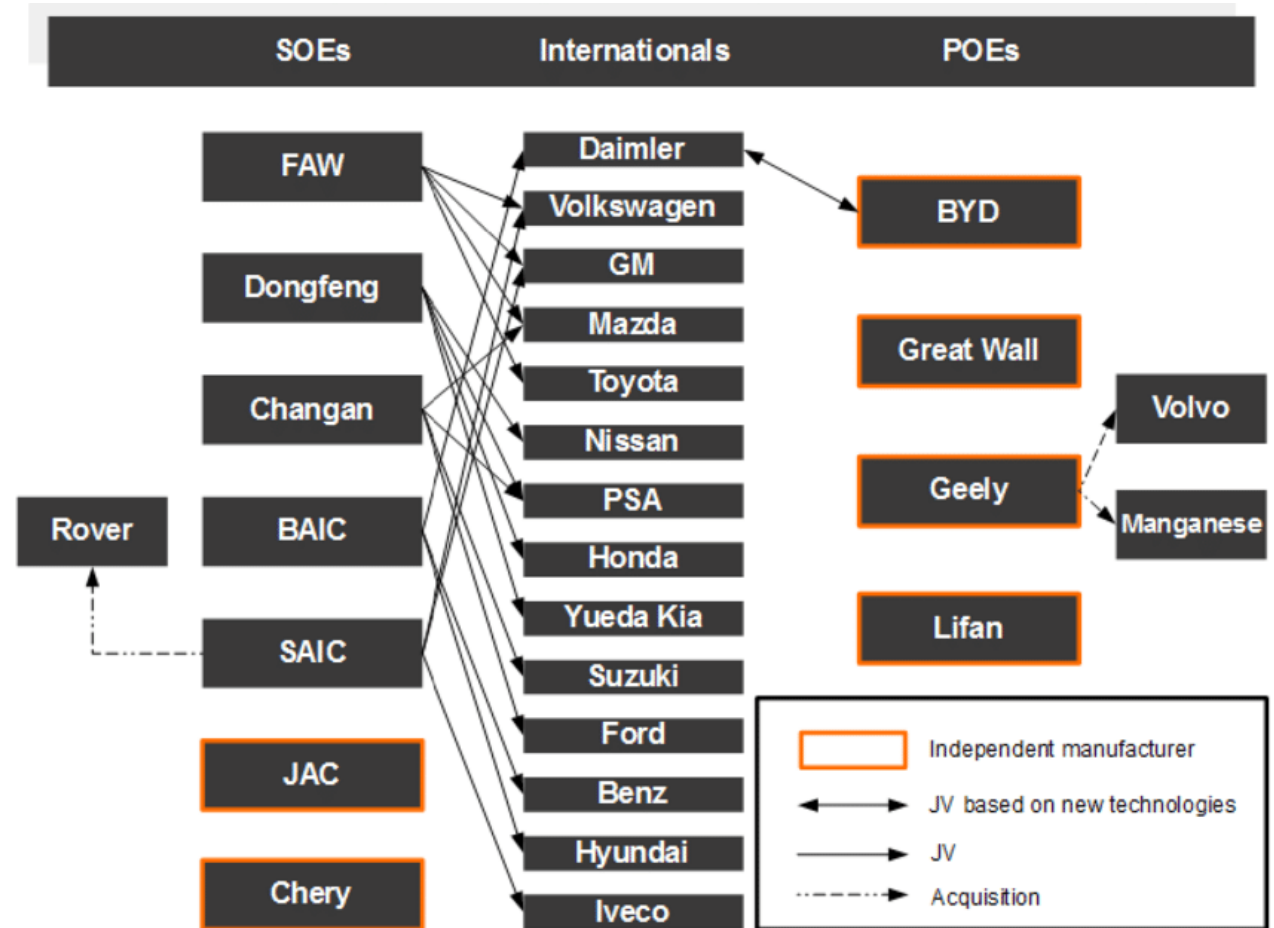 SOEs
Internationals
POEs
FAW
Dongfeng
Changan
BAIC
SAIC
JAC
Chery
Rover
Daimler
Volkswagen
GM
Mazda
Toyota
Nissan
PSA
Honda
Yueda Kia
Suzuki
Ford
Benz
Hyundai
Iveco
BYD
Great Wall
Geely
Lifan
Volvo
Manganese
Independent manufacturer
JV based on new technologies
JV
Acquisition